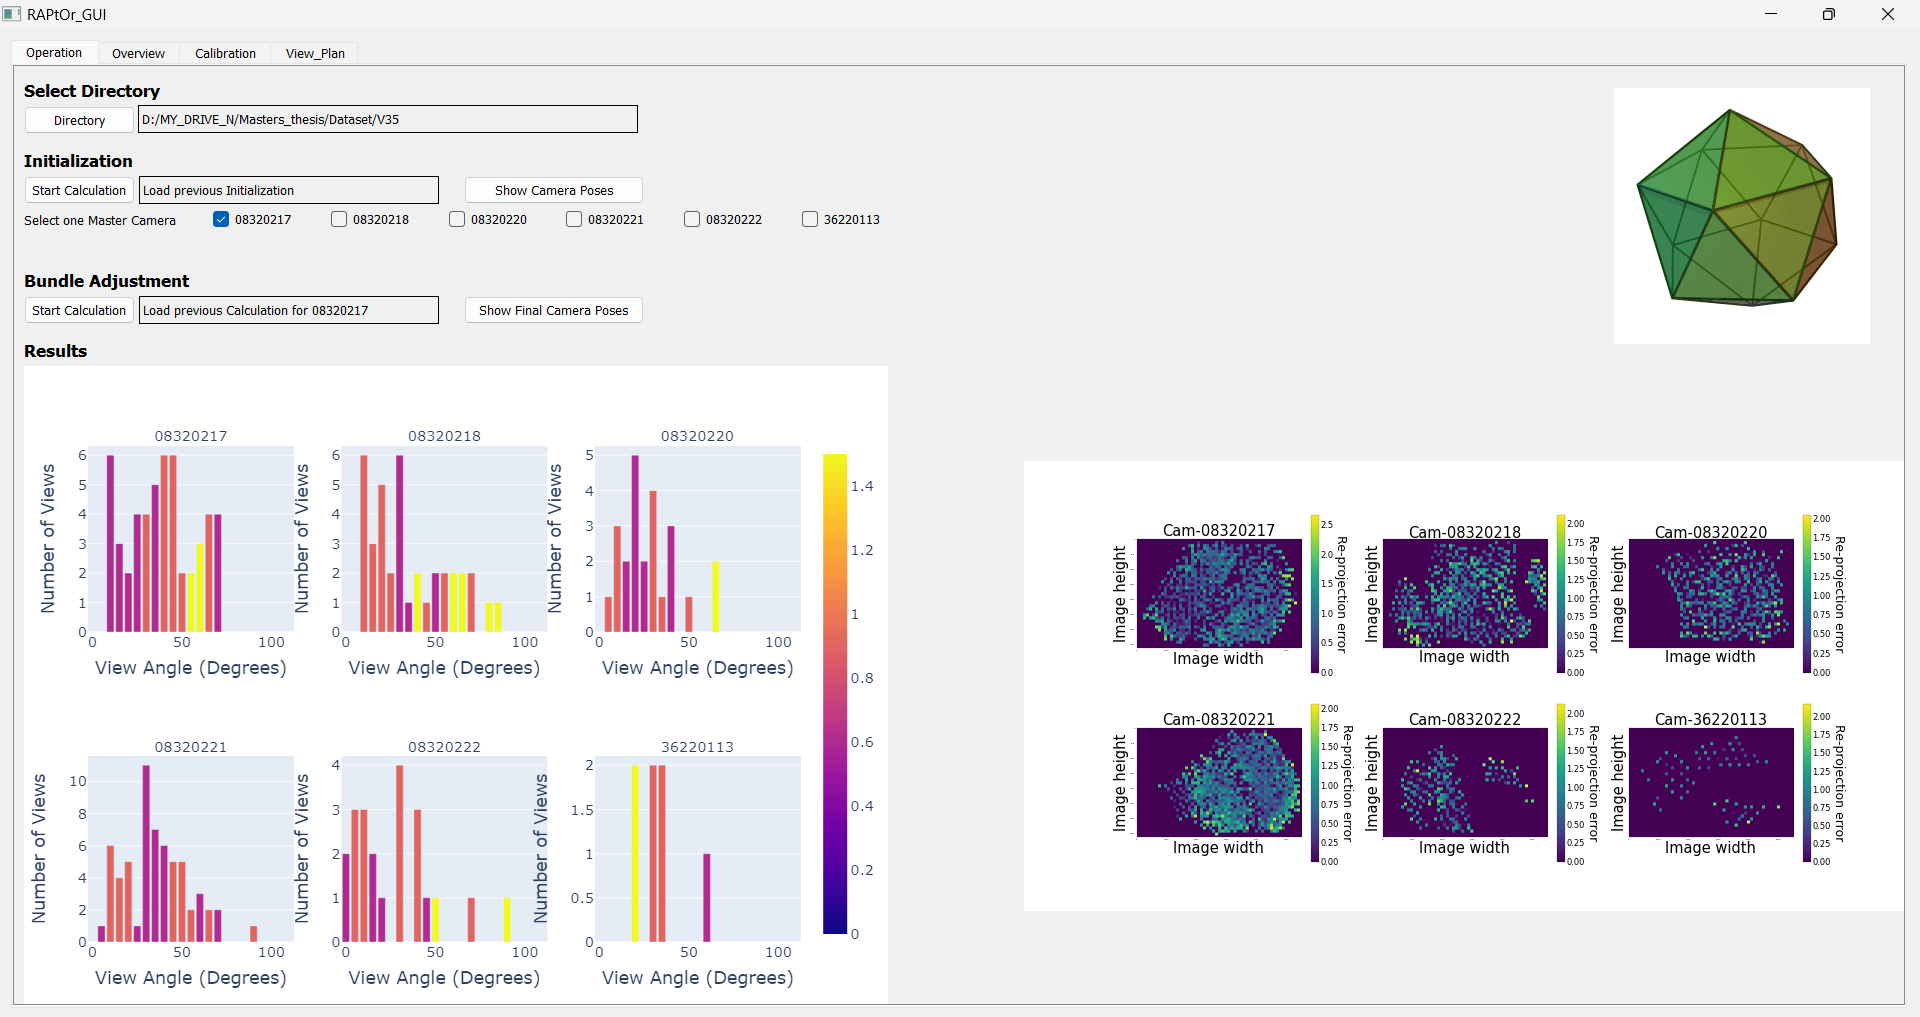 RAPtOr_GUI
Operation Overview Calibration View_Plan
Select Directory
Directory D:/MY_DRIVE_N/Masters_thesis/Dataset/V35
Initialization
Start Calculation Load previous Initialization Show Camera Poses
Select one Master Camera 08320217 08320218 08320220 08320221 08320222 36220113
Bundle Adjustment
Start Calculation Load previous Calculation for 08320217 Show Final Camera Poses
Results
08320217
Number of Views
6
5
4
3
2
1
0
0 50 100
View Angle (Degrees)
08320218
Number of Views
6
5
4
3
2
1
0
0 50 100
View Angle (Degrees)
08320220
Number of Views
5
4
3
2
1
0
0 50 100
View Angle (Degrees)
08320221
Number of Views
10
8
6
4
2
0
0 50 100
View Angle (Degrees)
08320222
Number of Views
4
3
2
1
0
0 50 100
View Angle (Degrees)
36220113
Number of Views
2
1.5
1
0.5
0
0 50 100
View Angle (Degrees)
1.4
1.2
1
0.8
0.6
0.4
0.2
0
Cam-08320217
Image height
Image width
2.5
2.0
1.5
1.0
0.5
0.0
Re-projection error
Cam-08320218
Image height
Image width
2.00
1.75
1.50
1.25
1.00
0.75
0.50
0.25
0.00
Re-projection error
Cam-08320220
Image height
Image width
2.00
1.75
1.50
1.25
1.00
0.75
0.50
0.25
0.00
Re-projection error
Cam-08320221
Image height
Image width
2.00
1.75
1.50
1.25
1.00
0.75
0.50
0.25
0.00
Re-projection error
Cam-08320222
Image height
Image width
2.00
1.75
1.50
1.25
1.00
0.75
0.50
0.25
0.00
Re-projection error
Cam-36220113
Image height
Image width
2.00
1.75
1.50
1.25
1.00
0.75
0.50
0.25
0.00
Re-projection error